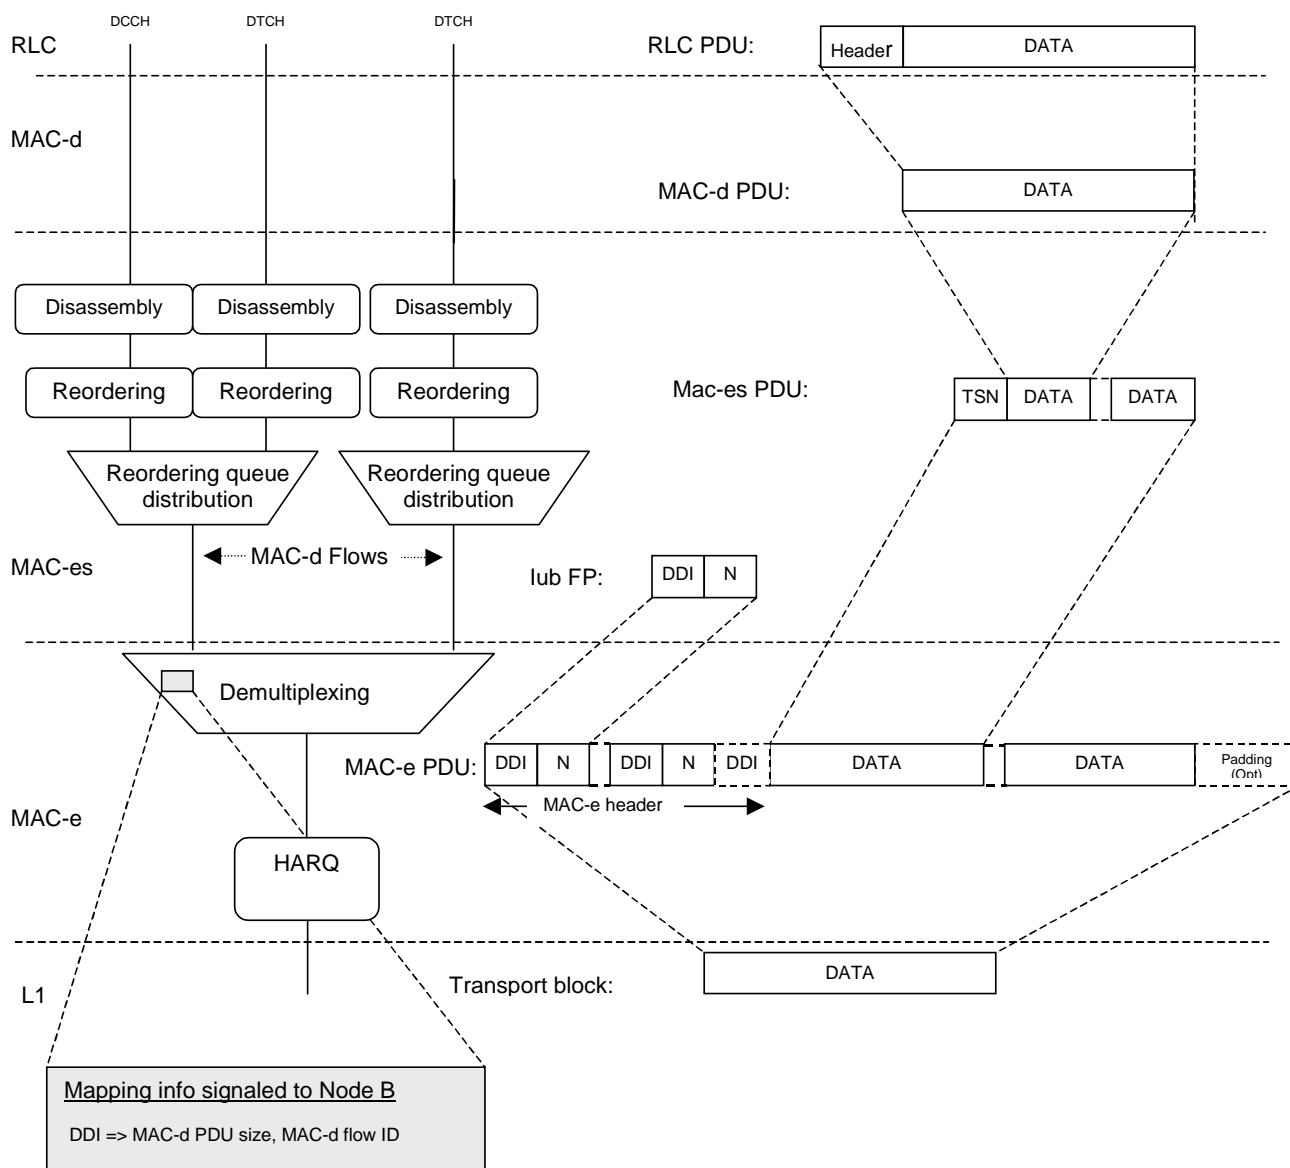 DCCH DTCH DTCH
RLC RLC PDU: Header DATA
MAC-d
MAC-d PDU: DATA
Disassembly Disassembly Disassembly
Reordering Reordering Reordering
Mac-es PDU: TSN DATA DATA
Reordering queue distribution
Reordering queue distribution
MAC-d Flows
MAC-es
Iub FP: DDI N
Demultiplexing
MAC-e PDU: DDI N DDI N DDI DATA DATA Padding (Opt)
MAC-e header
MAC-e
HARQ
L1
Transport block: DATA
Mapping info signaled to Node B
DDI => MAC-d PDU size, MAC-d flow ID